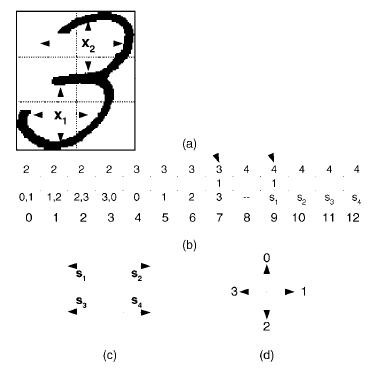 x2
x1
(a)
2 2 2 2 3 3 3 3 4 4 4 4 4
1 1
0,1 1,2 2,3 3,0 0 1 2 3 -- s1 s2 s3 s4
0 1 2 3 4 5 6 7 8 9 10 11 12
(b)
s1 s2
s3 s4
(c)
0
3 1
2
(d)